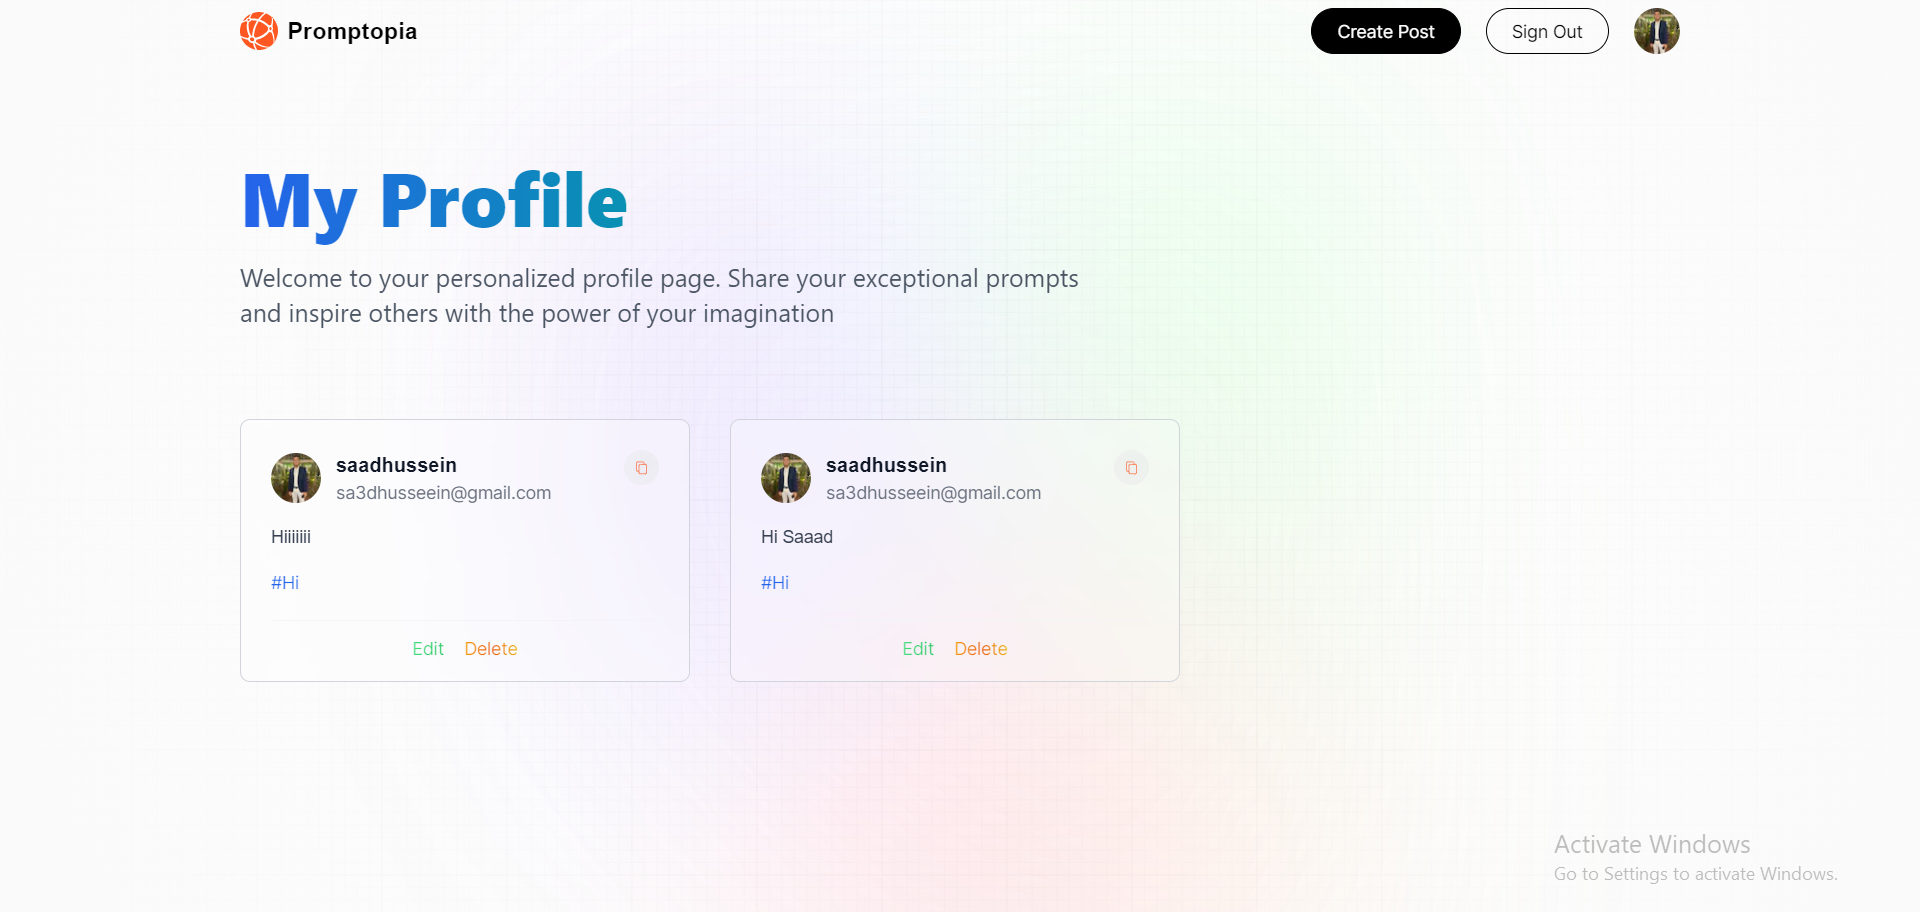 Promptopia
Create Post
Sign Out
My Profile
Welcome to your personalized profile page. Share your exceptional prompts
and inspire others with the power of your imagination
saadhussein
sa3dhusseein@gmail.com
Hiiiiiiii
#Hi
Edit Delete
saadhussein
sa3dhusseein@gmail.com
Hi Saaad
#Hi
Edit Delete
Activate Windows
Go to Settings to activate Windows.